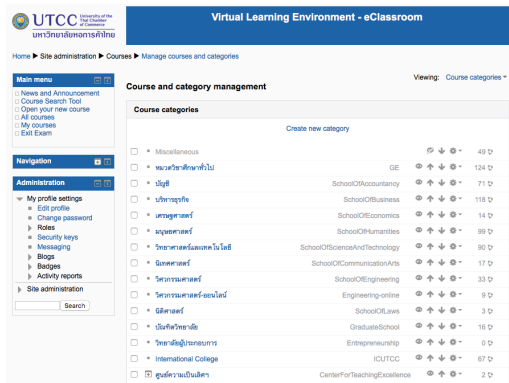 UTCC University of the Thai Chamber of Commerce
มหาวิทยาลัยหอการค้าไทย
Virtual Learning Environment - eClassroom
Home ▶ Site administration ▶ Courses ▶ Manage courses and categories
Main menu
News and Announcement
Course Search Tool
Open your new course
All courses
My courses
Exit Exam
Navigation
Administration
My profile settings
Edit profile
Change password
Roles
Security keys
Messaging
Blogs
Badges
Activity reports
Site administration
Search
Viewing: Course categories
Course and category management
Course categories
Create new category
Miscellaneous 49
หมวดวิชาศึกษาทั่วไป GE 124
บัญชี SchoolOfAccountancy 71
บริหารธุรกิจ SchoolOfBusiness 118
เศรษฐศาสตร์ SchoolOfEconomics 14
มนุษยศาสตร์ SchoolOfHumanities 99
วิทยาศาสตร์และเทคโนโลยี SchoolOfScienceAndTechnology 90
นิเทศศาสตร์ SchoolOfCommunicationArts 17
วิศวกรรมศาสตร์ SchoolOfEngineering 33
วิศวกรรมศาสตร์-ออนไลน์ Engineering-online 9
นิติศาสตร์ SchoolOfLaws 3
บัณฑิตวิทยาลัย GraduateSchool 16
วิทยาลัยผู้ประกอบการ Entrepreneurship 0
International College ICUTCC 67
ศูนย์ความเป็นเลิศฯ CenterForTeachingExcellence 2